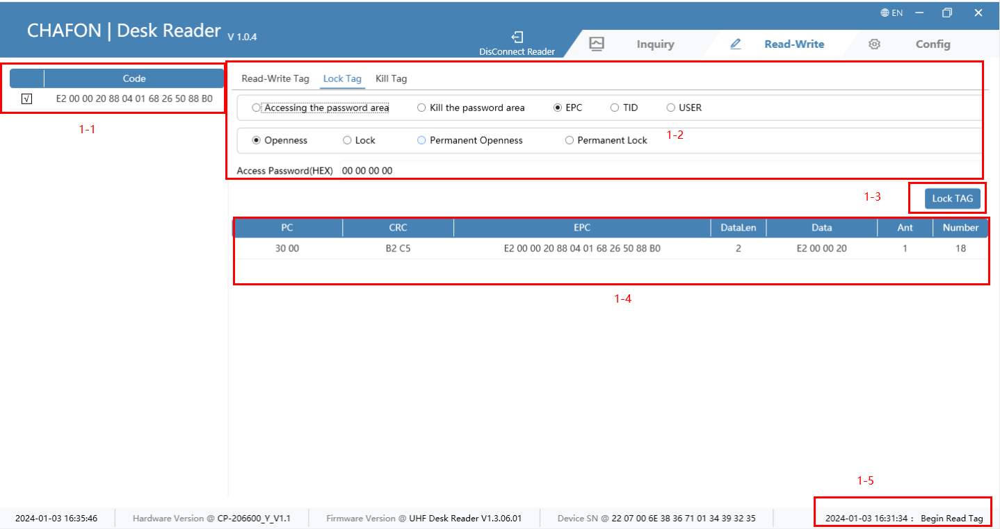 EN
CHAFON | Desk Reader V 1.0.4
DisConnect Reader
Inquiry
Read-Write
Config
Code
√ E2 00 00 20 88 04 01 68 26 50 88 B0
1-1
Read-Write Tag Lock Tag Kill Tag
Accessing the password area Kill the password area EPC TID USER
1-2
Openness Lock Permanent Openness Permanent Lock
Access Password(HEX) 00 00 00 00
1-3
Lock TAG
PC CRC EPC DataLen Data Ant Number
30 00 B2 C5 E2 00 00 20 88 04 01 68 26 50 88 B0 2 E2 00 00 20 1 18
1-4
1-5
2024-01-03 16:35:46 Hardware Version @ CP-206600_Y_V1.1 Firmware Version @ UHF Desk Reader V1.3.06.01 Device SN @ 22 07 00 6E 38 36 71 01 34 39 32 35 2024-01-03 16:31:34 : Begin Read Tag